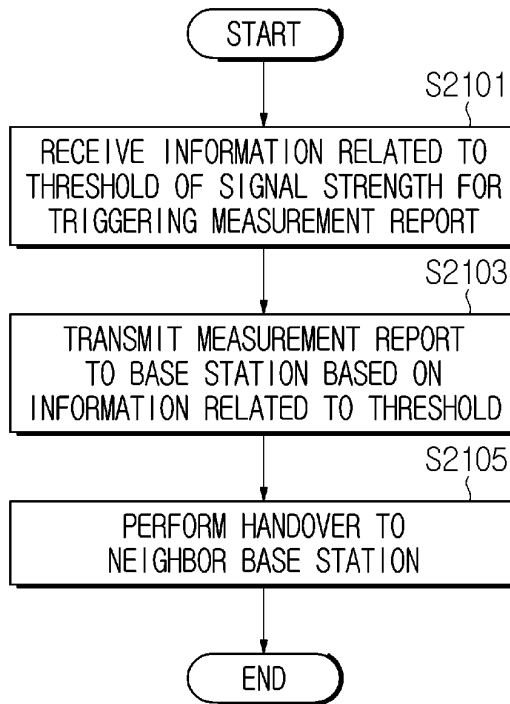 START
S2101
RECEIVE INFORMATION RELATED TO
THRESHOLD OF SIGNAL STRENGTH FOR
TRIGGERING MEASUREMENT REPORT
S2103
TRANSMIT MEASUREMENT REPORT
TO BASE STATION BASED ON
INFORMATION RELATED TO THRESHOLD
S2105
PERFORM HANDOVER TO
NEIGHBOR BASE STATION
END